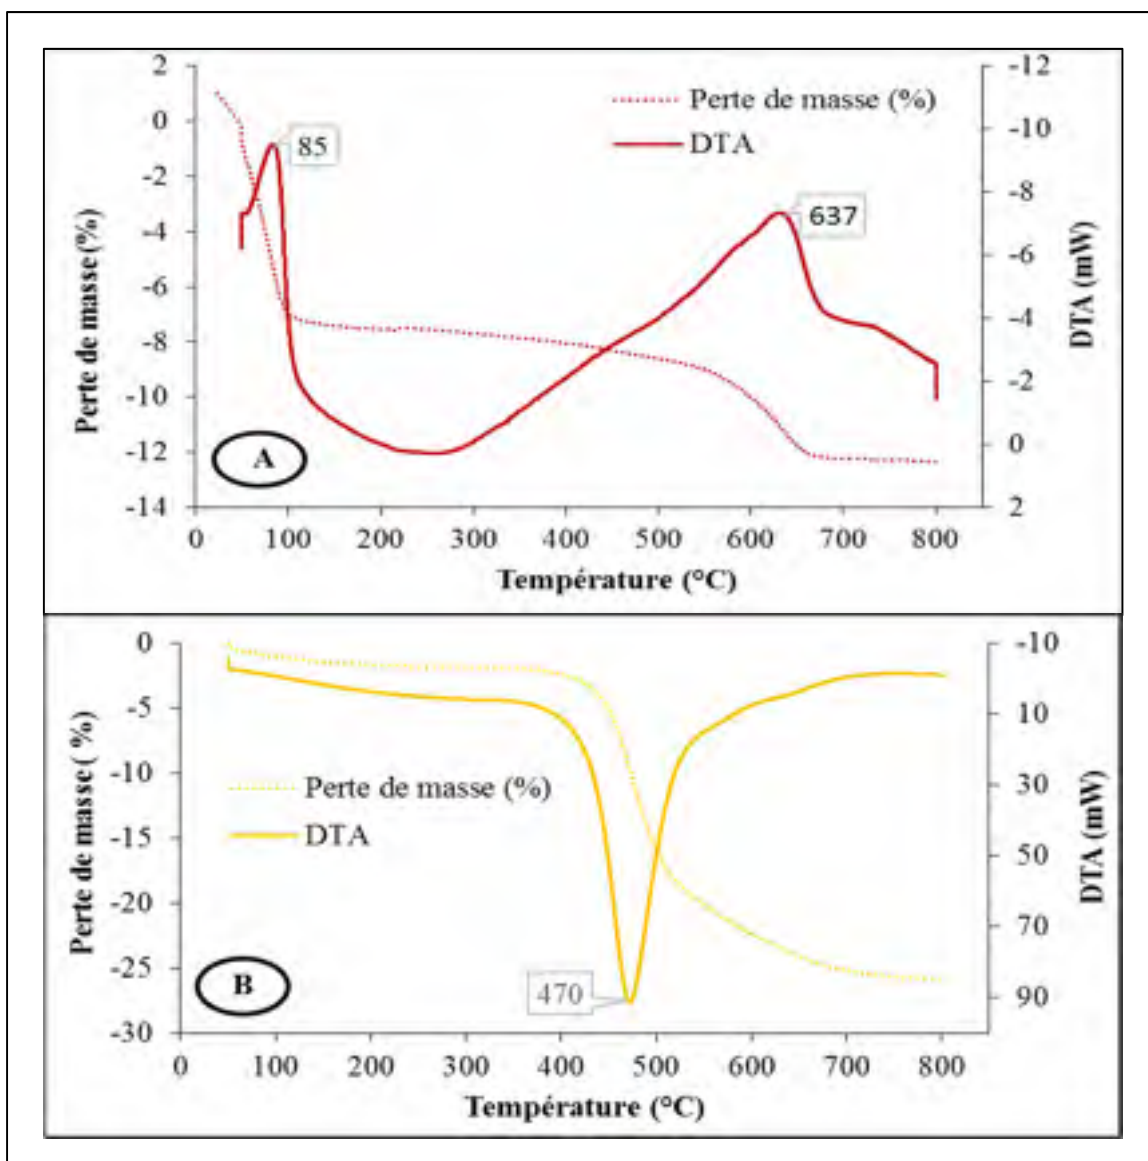 2
0
-2
-4
-6
-8
-10
-12
-14
Perte de masse (%)
-12
-10
-8
-6
-4
-2
0
2
DTA (mW)
Perte de masse (%)
DTA
85
637
A
0 100 200 300 400 500 600 700 800
Température (°C)
0
-5
-10
-15
-20
-25
-30
Perte de masse ( %)
-10
10
30
50
70
90
DTA (mW)
Perte de masse (%)
DTA
470
B
0 100 200 300 400 500 600 700 800
Température (°C)